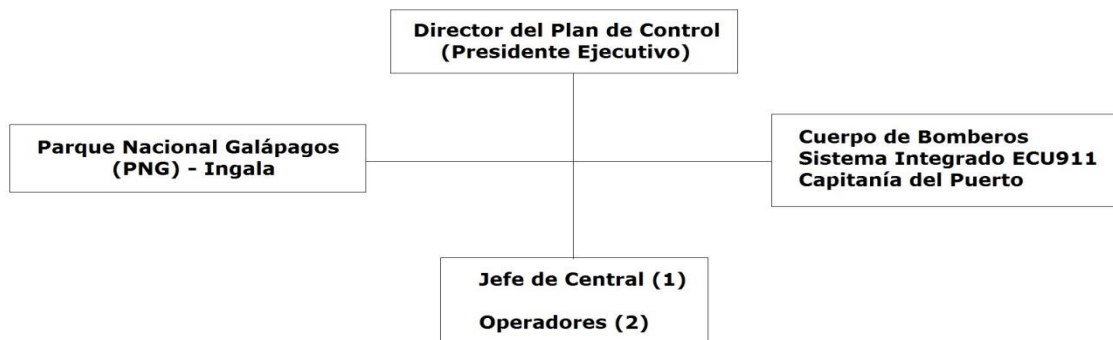 Director del Plan de Control
(Presidente Ejecutivo)
Parque Nacional Galápagos
(PNG) - Ingala
Cuerpo de Bomberos
Sistema Integrado ECU911
Capitanía del Puerto
Jefe de Central (1)
Operadores (2)